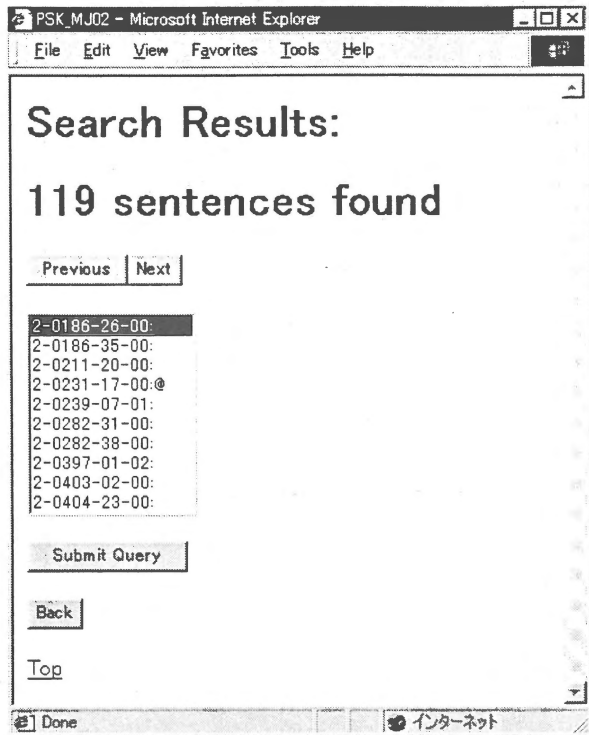 PSK_MJ02 - Microsoft Internet Explorer
File Edit View Favorites Tools Help
Search Results:
119 sentences found
Previous Next
2-0186-26-00:
2-0186-35-00:
2-0211-20-00:
2-0231-17-00:@
2-0239-07-01:
2-0282-31-00:
2-0282-38-00:
2-0397-01-02:
2-0403-02-00:
2-0404-23-00:
Submit Query
Back
Top
Done インターネット